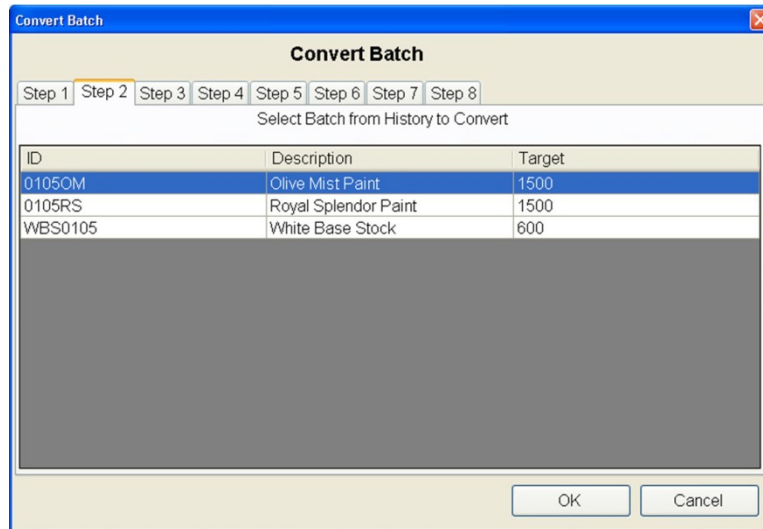 Convert Batch
Convert Batch
Step 1 Step 2 Step 3 Step 4 Step 5 Step 6 Step 7 Step 8
Select Batch from History to Convert
ID Description Target
0105OM Olive Mist Paint 1500
0105RS Royal Splendor Paint 1500
WBS0105 White Base Stock 600
OK Cancel